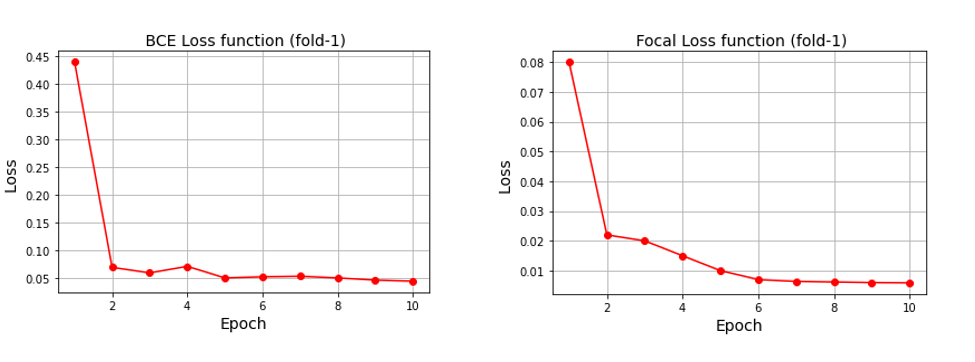 BCE Loss function (fold-1)
0.45
0.40
0.35
0.30
0.25
0.20
0.15
0.10
0.05
Loss
2 4 6 8 10
Epoch
Focal Loss function (fold-1)
0.08
0.07
0.06
0.05
0.04
0.03
0.02
0.01
Loss
2 4 6 8 10
Epoch